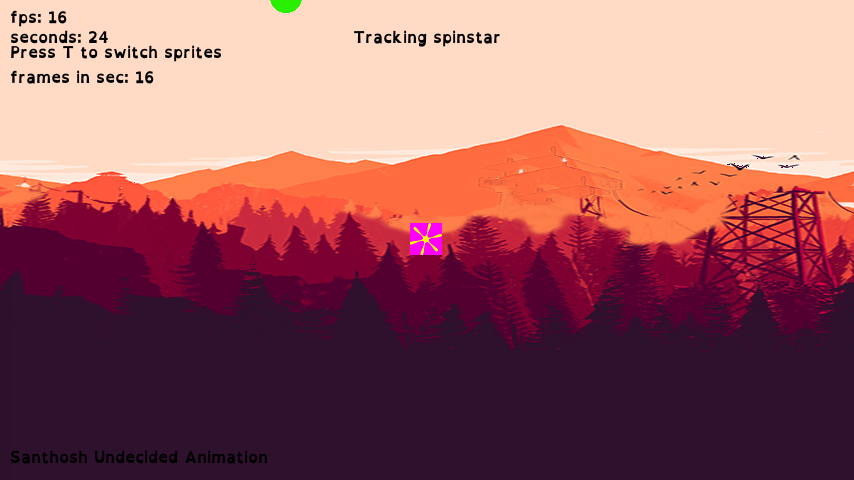 fps: 16
seconds: 24
Press T to switch sprites
frames in sec: 16
Tracking spinstar
Santhosh Undecided Animation